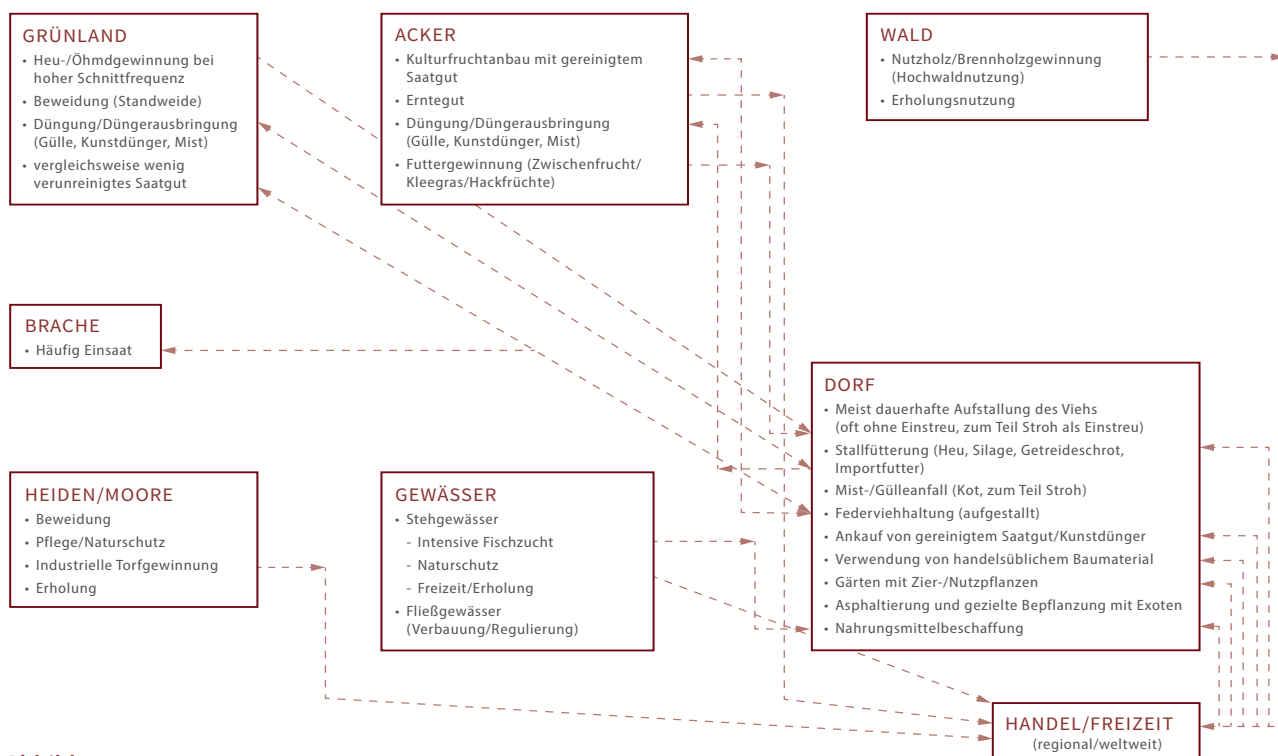 GRÜNLAND
• Heu-/Öhmdgewinnung bei
hoher Schnittfrequenz
• Beweidung (Standweide)
• Düngung/Düngerausbringung
(Gülle, Kunstdünger, Mist)
• vergleichsweise wenig
verunreinigtes Saatgut
ACKER
• Kulturfruchtanbau mit gereinigtem
Saatgut
• Erntegut
• Düngung/Düngerausbringung
(Gülle, Kunstdünger, Mist)
• Futtergewinnung (Zwischenfrucht/
Kleegras/Hackfrüchte)
WALD
• Nutzholz/Brennholzgewinnung
(Hochwaldnutzung)
• Erholungsnutzung
BRACHE
• Häufig Einsaat
DORF
• Meist dauerhafte Aufstallung des Viehs
(oft ohne Einstreu, zum Teil Stroh als Einstreu)
• Stallfütterung (Heu, Silage, Getreideschrot,
Importfutter)
• Mist-/Gülleanfall (Kot, zum Teil Stroh)
• Federviehhaltung (aufgestallt)
• Ankauf von gereinigtem Saatgut/Kunstdünger
• Verwendung von handelsüblichem Baumaterial
• Gärten mit Zier-/Nutzpflanzen
• Asphaltierung und gezielte Bepflanzung mit Exoten
• Nahrungsmittelbeschaffung
HEIDEN/MOORE
• Beweidung
• Pflege/Naturschutz
• Industrielle Torfgewinnung
• Erholung
GEWÄSSER
• Stehgewässer
- Intensive Fischzucht
- Naturschutz
- Freizeit/Erholung
• Fließgewässer
(Verbauung/Regulierung)
HANDEL/FREIZEIT
(regional/weltweit)